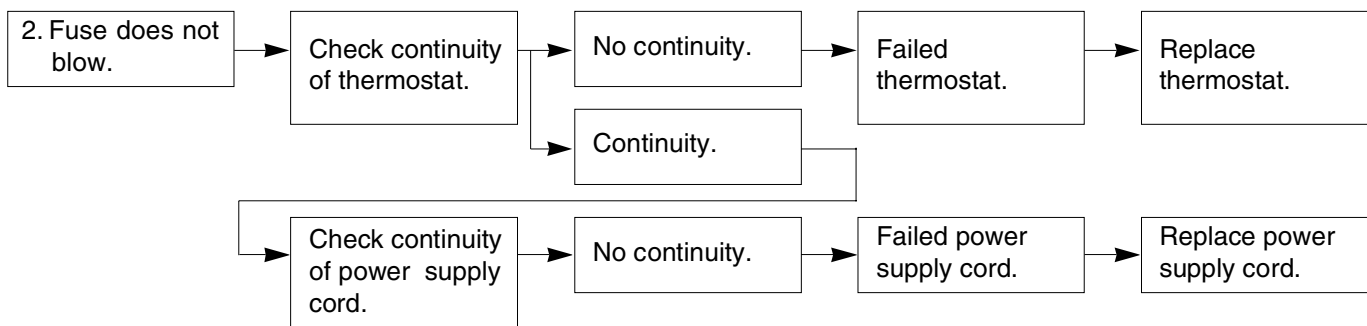 2. Fuse does not
blow.
Check continuity
of thermostat.
No continuity.
Failed
thermostat.
Replace
thermostat.
Continuity.
Check continuity
of power supply
cord.
No continuity.
Failed power
supply cord.
Replace power
supply cord.